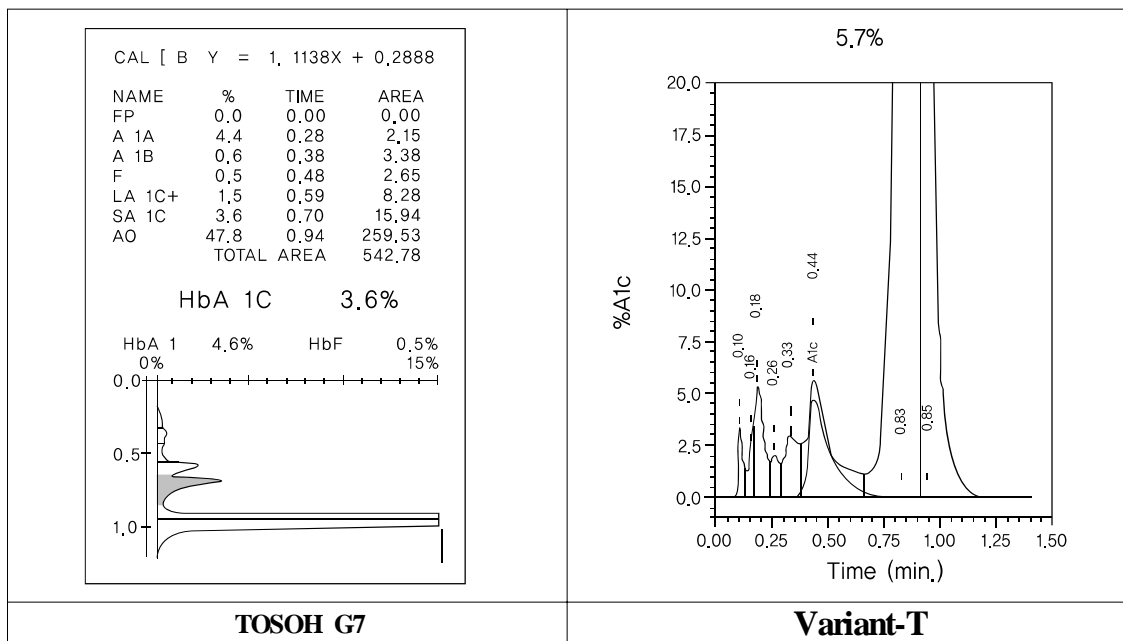 CAL [ B Y = 1, 1138X + 0,2888
NAME % TIME AREA
FP 0.0 0.00 0.00
A 1A 4.4 0.28 2.15
A 1B 0.6 0.38 3.38
F 0.5 0.48 2.65
LA 1C+ 1.5 0.59 8.28
SA 1C 3.6 0.70 15.94
AO 47.8 0.94 259.53
TOTAL AREA 542.78
HbA 1C 3.6%
HbA 1 4.6% HbF 0.5%
0% 15%
0.0
0.5
1.0
TOSOH G7
5.7%
20.0
17.5
15.0
12.5
10.0
7.5
5.0
2.5
0.0
%A1c
0.10
0.16
0.18
0.26
0.33
0.44
A1c
0.83
0.85
0.00 0.25 0.50 0.75 1.00 1.25 1.50
Time (min.)
Variant-T